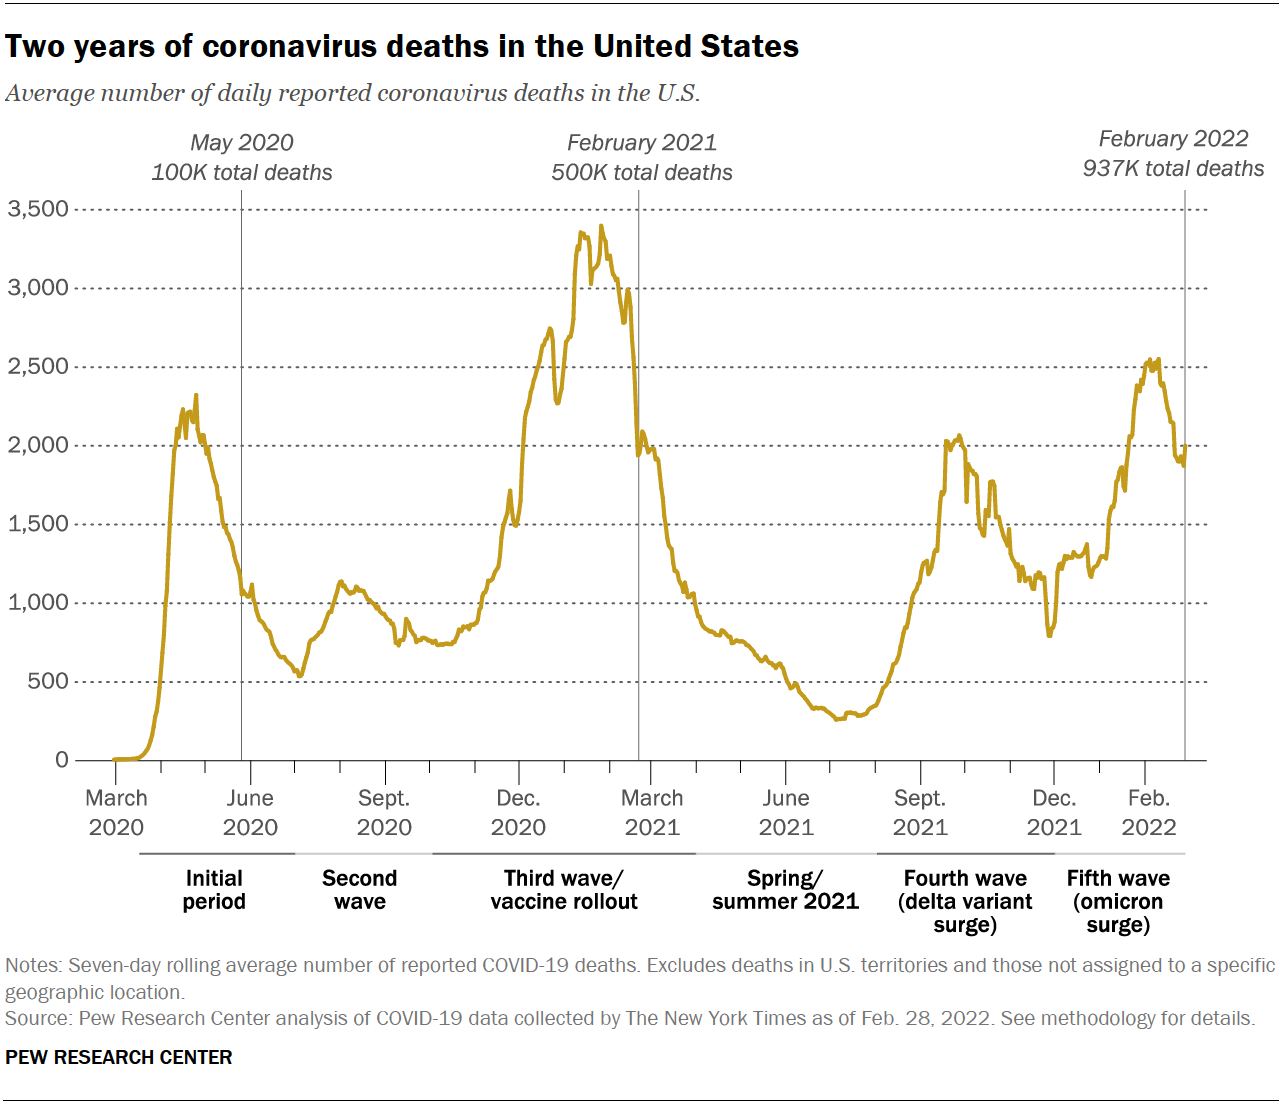 Two years of coronavirus deaths in the United States
Average number of daily reported coronavirus deaths in the U.S.
May 2020
100K total deaths
February 2021
500K total deaths
February 2022
937K total deaths
3,500
3,000
2,500
2,000
1,500
1,000
500
0
March 2020
June 2020
Sept. 2020
Dec. 2020
March 2021
June 2021
Sept. 2021
Dec. 2021
Feb. 2022
Initial
period
Second
wave
Third wave/
vaccine rollout
Spring/
summer 2021
Fourth wave
(delta variant
surge)
Fifth wave
(omicron
surge)
Notes: Seven-day rolling average number of reported COVID-19 deaths. Excludes deaths in U.S. territories and those not assigned to a specific
geographic location.
Source: Pew Research Center analysis of COVID-19 data collected by The New York Times as of Feb. 28, 2022. See methodology for details.
PEW RESEARCH CENTER